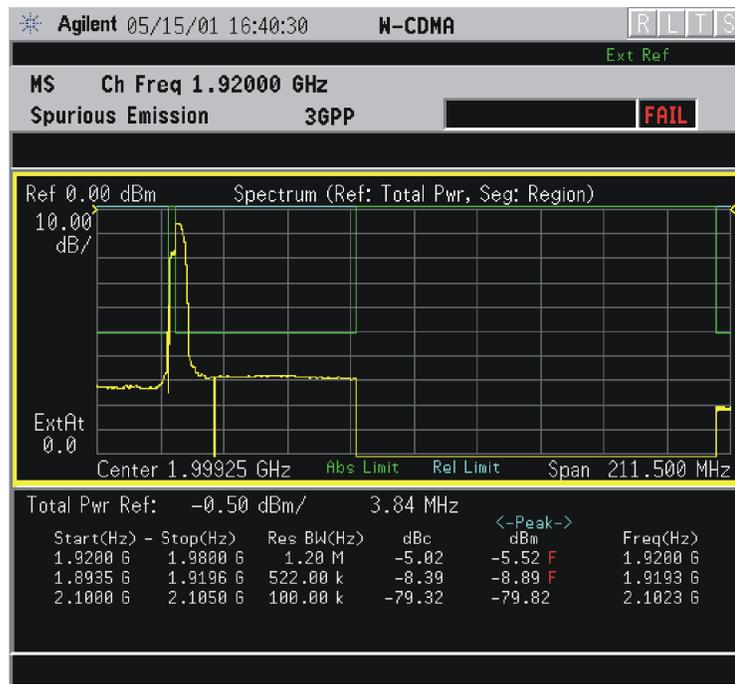 Agilent 05/15/01 16:40:30 W-CDMA R L T S
Ext Ref
MS Ch Freq 1.92000 GHz
Spurious Emission 3GPP FAIL
Ref 0.00 dBm Spectrum (Ref: Total Pwr, Seg: Region)
10.00
dB/
ExtAt
0.0
Center 1.99925 GHz Abs Limit Rel Limit Span 211.500 MHz
Total Pwr Ref: -0.50 dBm/ 3.84 MHz
<-Peak->
Start(Hz) - Stop(Hz) Res BW(Hz) dBc dBm Freq(Hz)
1.9200 G 1.9800 G 1.20 M -5.02 -5.52 F 1.9200 G
1.8935 G 1.9196 G 522.00 k -8.39 -8.89 F 1.9193 G
2.1000 G 2.1050 G 100.00 k -79.32 -79.82 2.1023 G